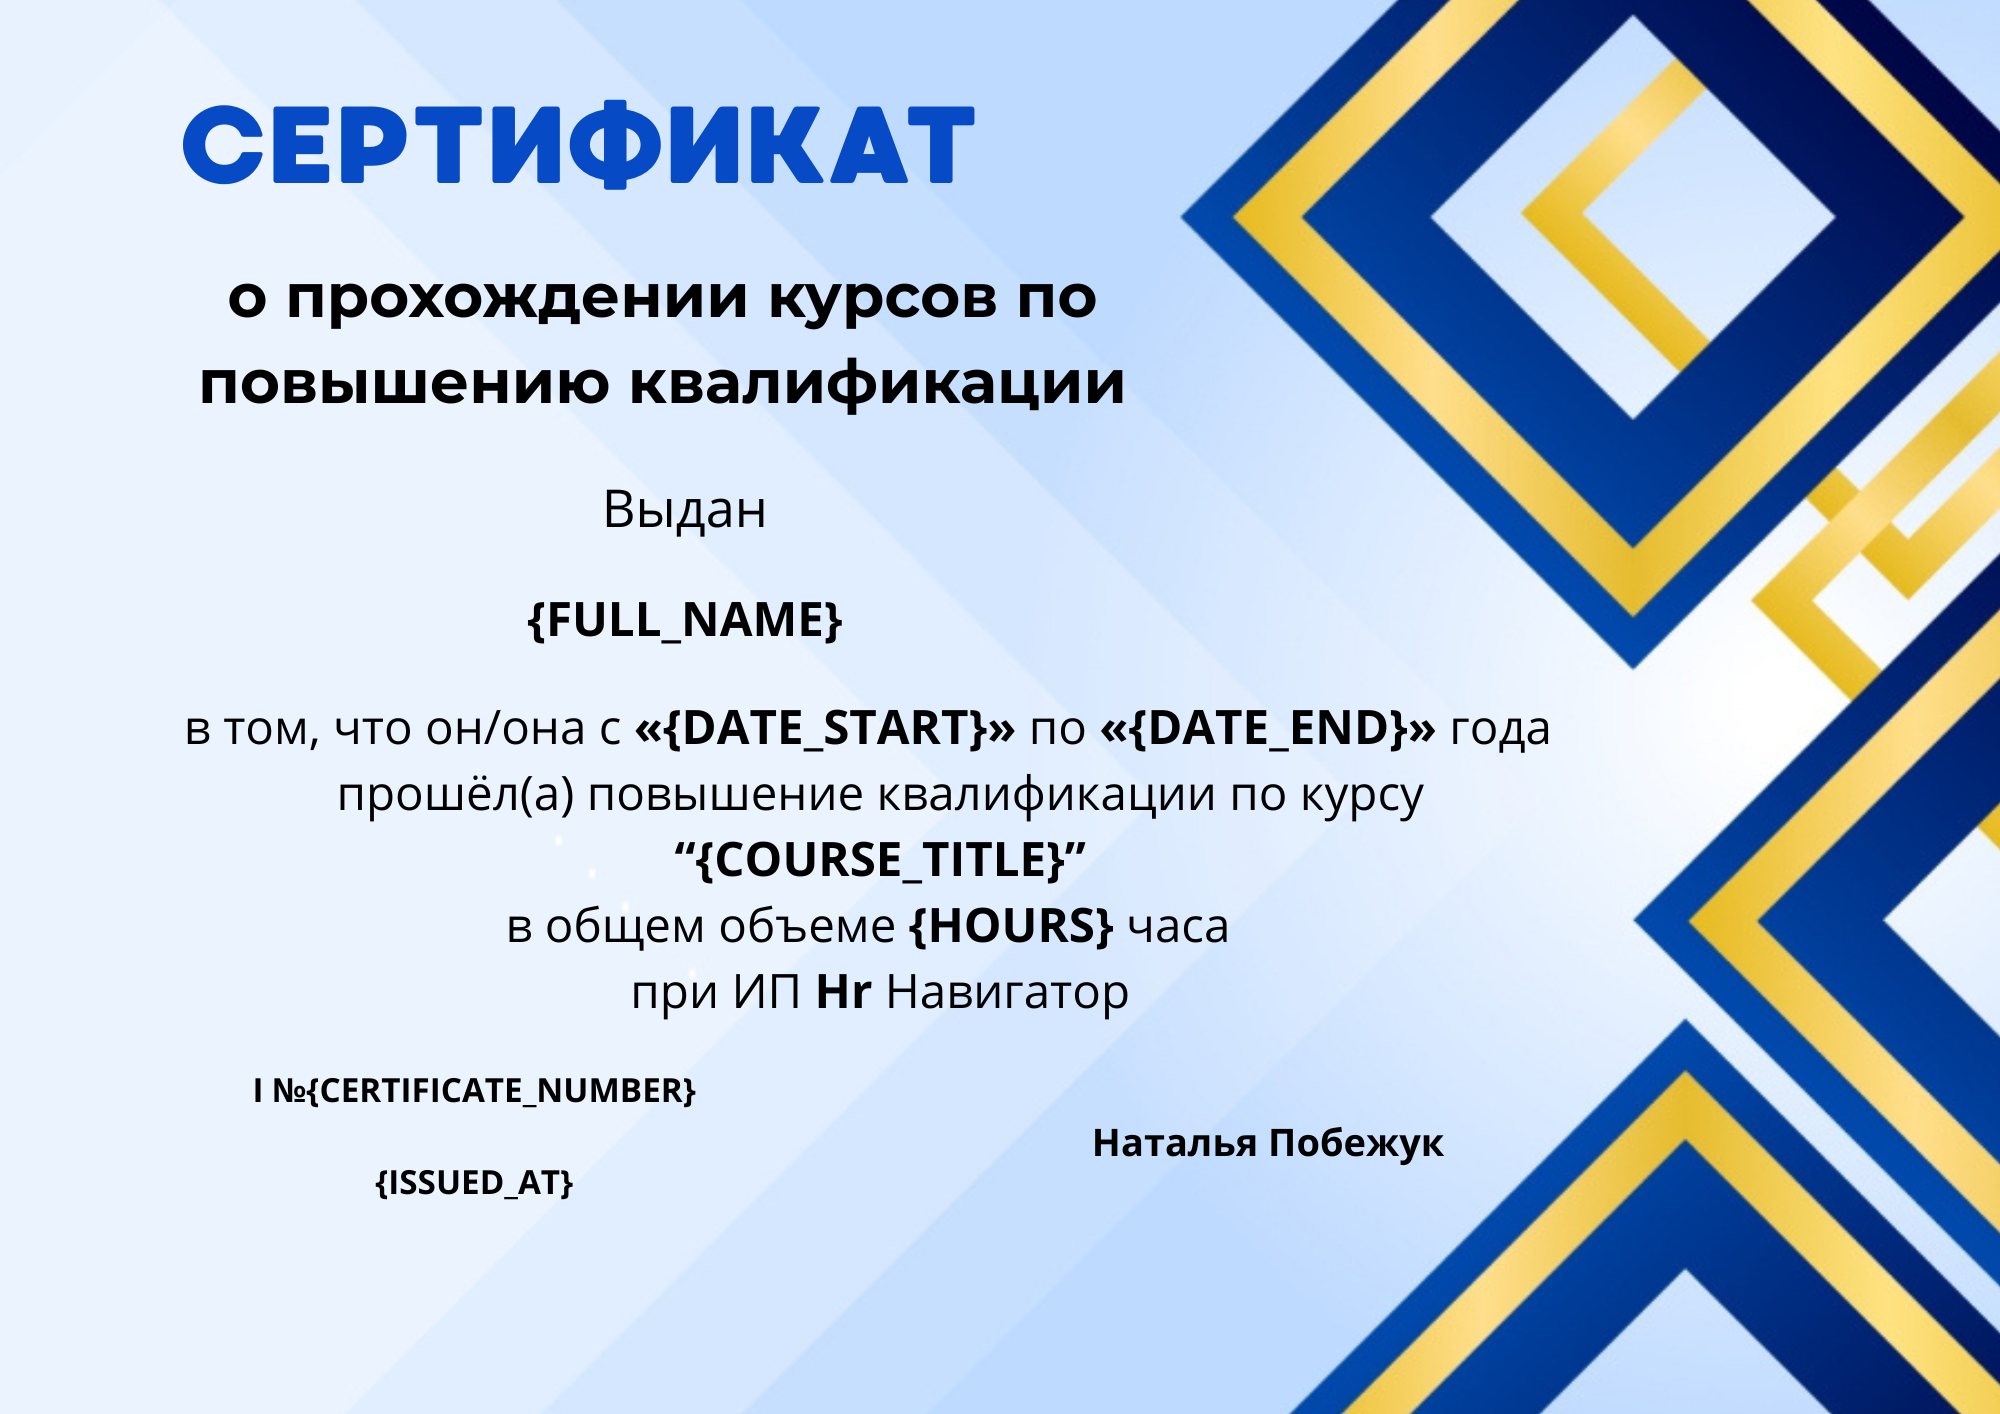 СЕРТИФИКАТ
о прохождении курсов по
повышению квалификации
Выдан
{FULL_NAME}
в том, что он/она с «{DATE_START}» по «{DATE_END}» года
прошёл(а) повышение квалификации по курсу
“{COURSE_TITLE}”
в общем объеме {HOURS} часа
при ИП Hr Навигатор
I №{CERTIFICATE_NUMBER}
Наталья Побежук
{ISSUED_AT}